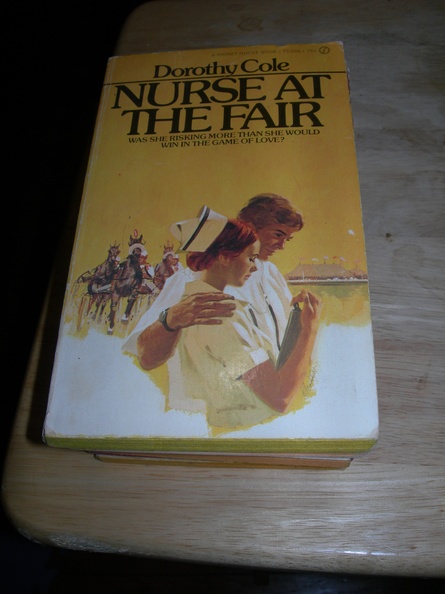 Dorothy Cole
NURSE AT
THE FAIR
WAS SHE RISKING MORE THAN SHE WOULD
WIN IN THE GAME OF LOVE?